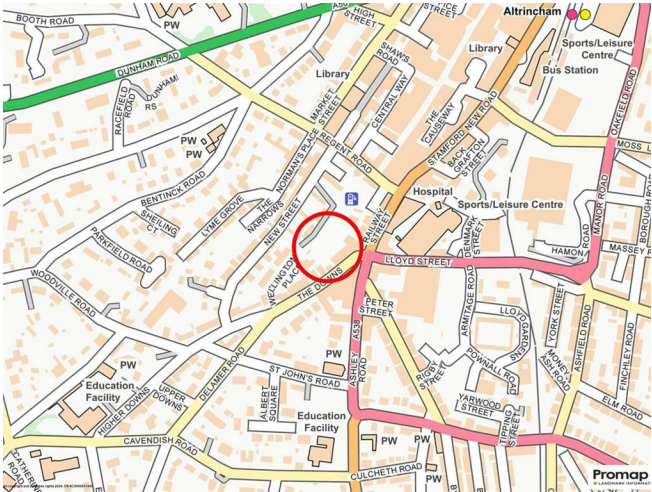 BOOTH ROAD
PW
HIGH STREET
Altrincham
Library
Sports/Leisure
Centre
Bus Station
DUNHAM ROAD
SHAW'S ROAD
Library
RACEFIELD ROAD
DUNHAM
RS
MARKET STREET
CENTRAL WAY
THE CAUSEWAY
STAMFORD NEW ROAD
OAKFIELD ROAD
PW
PW
NORMAN'S PLACE
REGENT ROAD
BACK GRAFTON STREET
MOSS L
BENTINCK ROAD
LYME GROVE
THE NARROWS
NEW STREET
Hospital
Sports/Leisure Centre
MANOR ROAD
BOROUGH
SHEILING CT
PARKFIELD ROAD
RAILWAY STREET
DENMARK STREET
HAMON ROAD
MASSEY R
LLOYD STREET
WOODVILLE ROAD
WELLINGTON PLACE
THE DOWNS
PETER STREET
ARMITAGE ROAD
LLOYD GARDENS
YORK STREET
ASHFIELD ROAD
FINCHLEY ROAD
A538
ASHLEY ROAD
DELAMER ROAD
PW
PW
ST JOHN'S ROAD
RIGBY STREET
POWNALL ROAD
MONEY ASH ROAD
ELM ROAD
Education
Facility
HIGHER DOWNS
UPPER DOWNS
ALBERT SQUARE
YARWOOD STREET
TIPPING STREET
Education
Facility
CAVENDISH ROAD
PW
PW
CATHERINE ROAD
CULCHETH ROAD
PW
Promap
LANDMARK INFORMATI